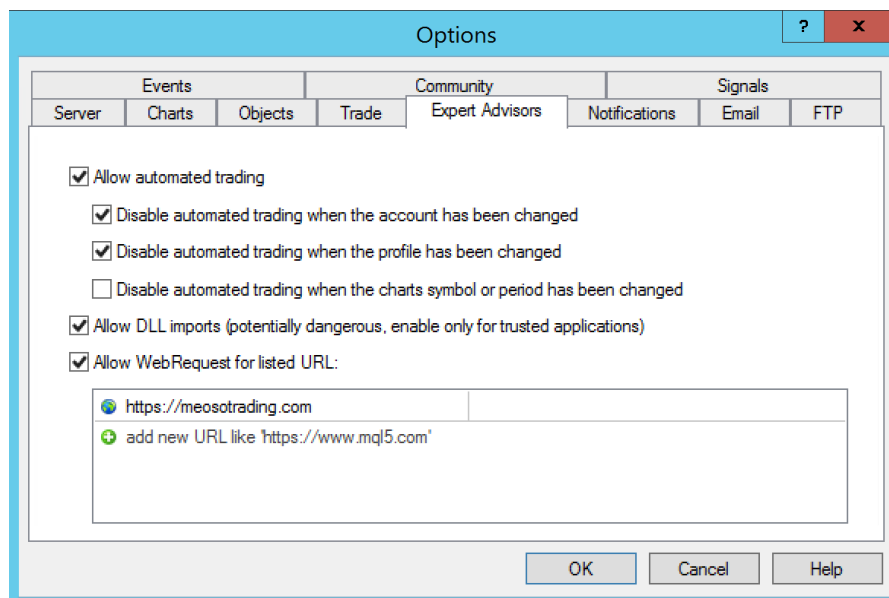 Options
? x
Events Community Signals
Server Charts Objects Trade Expert Advisors Notifications Email FTP
Allow automated trading
Disable automated trading when the account has been changed
Disable automated trading when the profile has been changed
Disable automated trading when the charts symbol or period has been changed
Allow DLL imports (potentially dangerous, enable only for trusted applications)
Allow WebRequest for listed URL:
https://meosotrading.com
add new URL like 'https://www.mql5.com'
OK Cancel Help